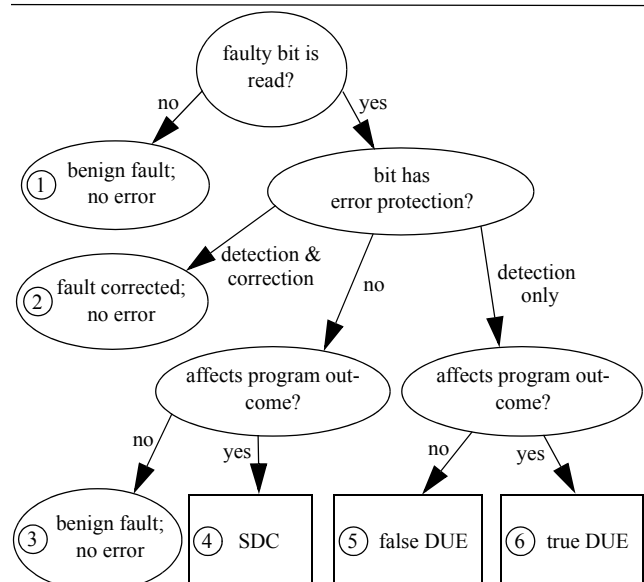 faulty bit is
read?
no
yes
1 benign fault;
no error
bit has
error protection?
detection &
correction
no
detection
only
2 fault corrected;
no error
affects program out-
come?
affects program out-
come?
no
yes
no
yes
3 benign fault;
no error
4 SDC
5 false DUE
6 true DUE